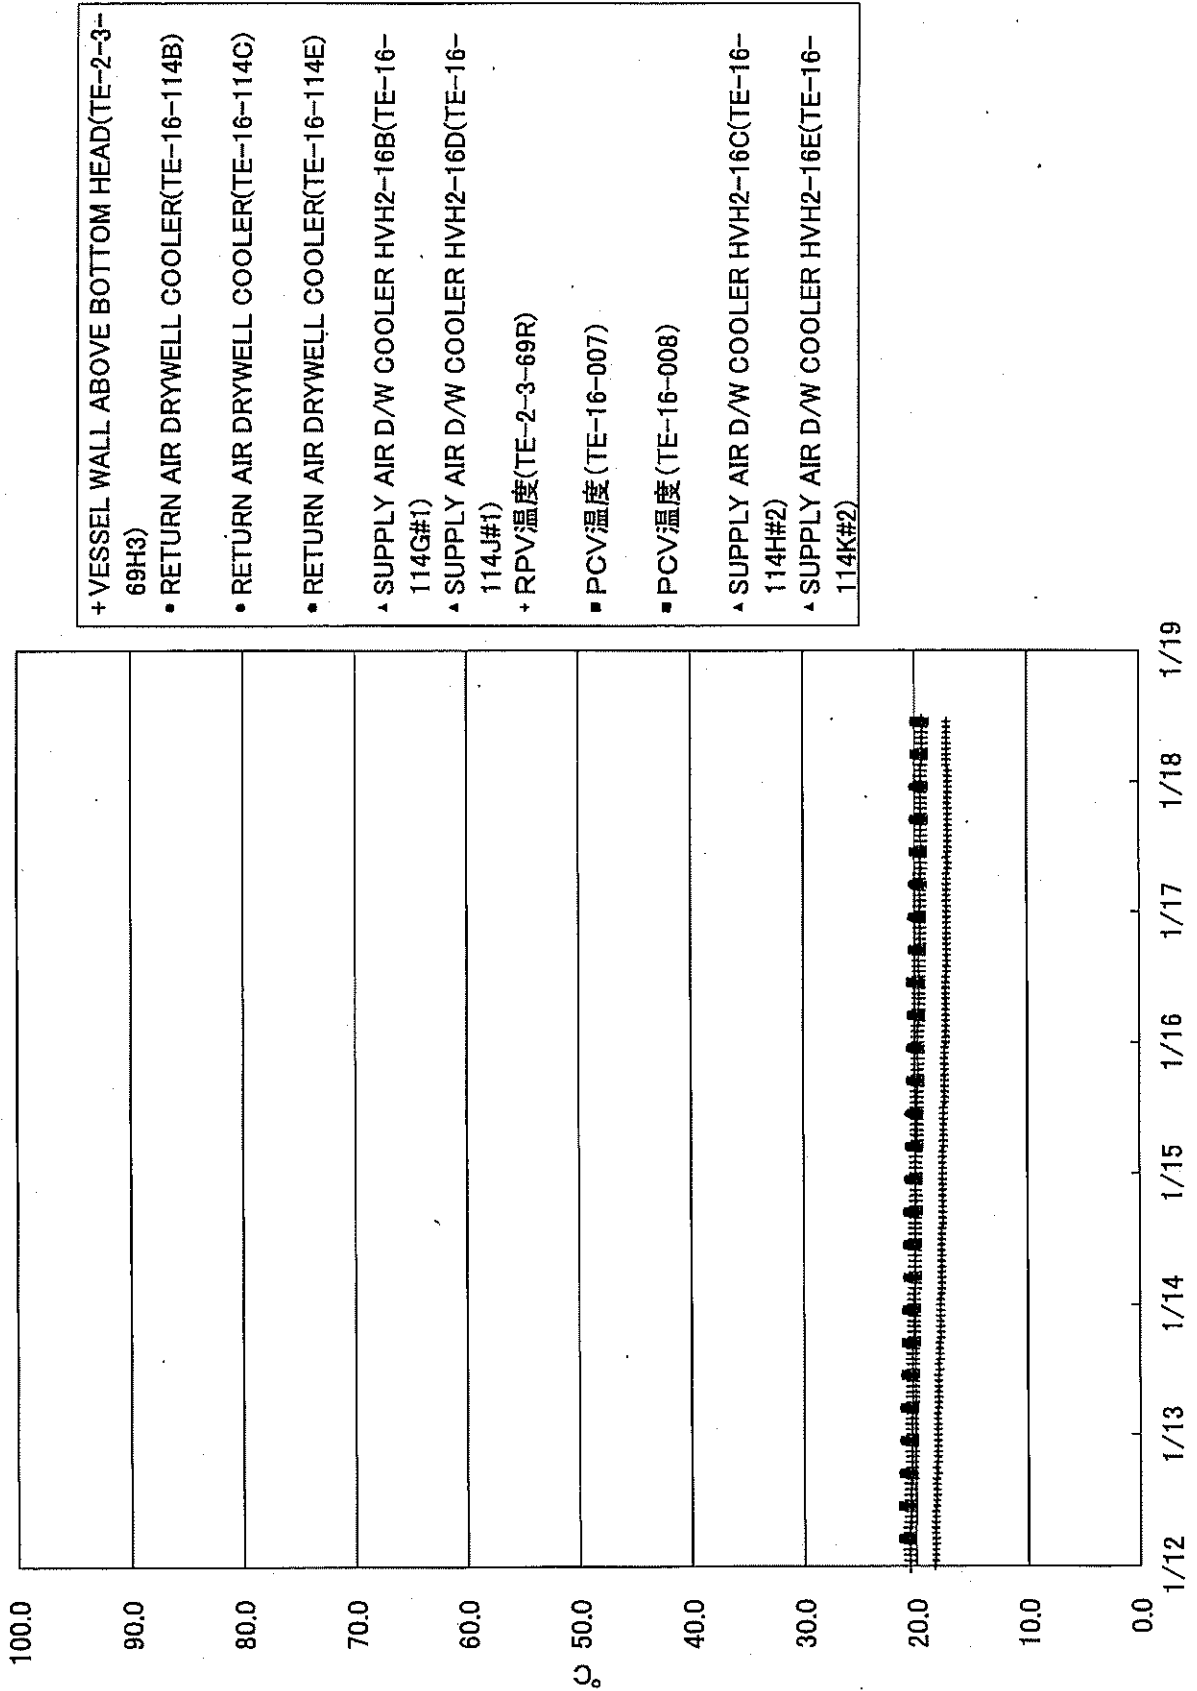 100.0
90.0
80.0
70.0
60.0
50.0
40.0
30.0
20.0
10.0
0.0
℃
1/12
1/13
1/14
1/15
1/16
1/17
1/18
1/19
+ VESSEL WALL ABOVE BOTTOM HEAD(TE-2-3-
69H3)
• RETURN AIR DRYWELL COOLER(TE-16-114B)
• RETURN AIR DRYWELL COOLER(TE-16-114C)
• RETURN AIR DRYWELL COOLER(TE-16-114E)
▲ SUPPLY AIR D/W COOLER HVH2-16B(TE-16-
114G#1)
▲ SUPPLY AIR D/W COOLER HVH2-16D(TE-16-
114J#1)
+ RPV温度(TE-2-3-69R)
■ PCV温度(TE-16-007)
■ PCV温度(TE-16-008)
▲ SUPPLY AIR D/W COOLER HVH2-16C(TE-16-
114H#2)
▲ SUPPLY AIR D/W COOLER HVH2-16E(TE-16-
114K#2)